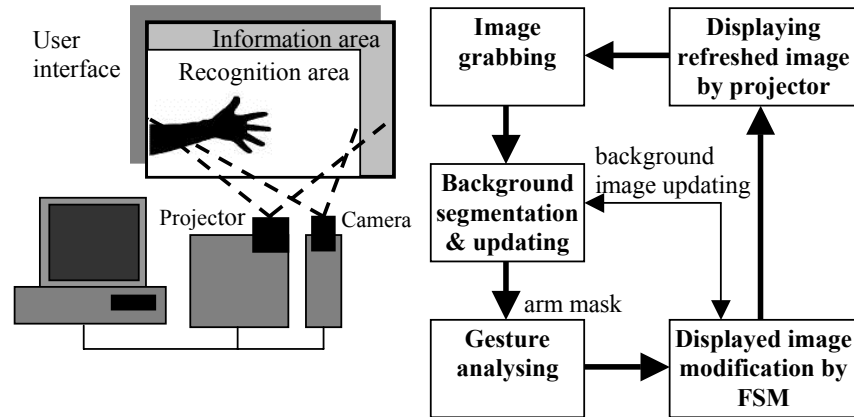 User
interface
Information area
Recognition area
Projector
Camera
Image
grabbing
Displaying
refreshed image
by projector
background
image updating
Background
segmentation
& updating
arm mask
Gesture
analysing
Displayed image
modification by
FSM